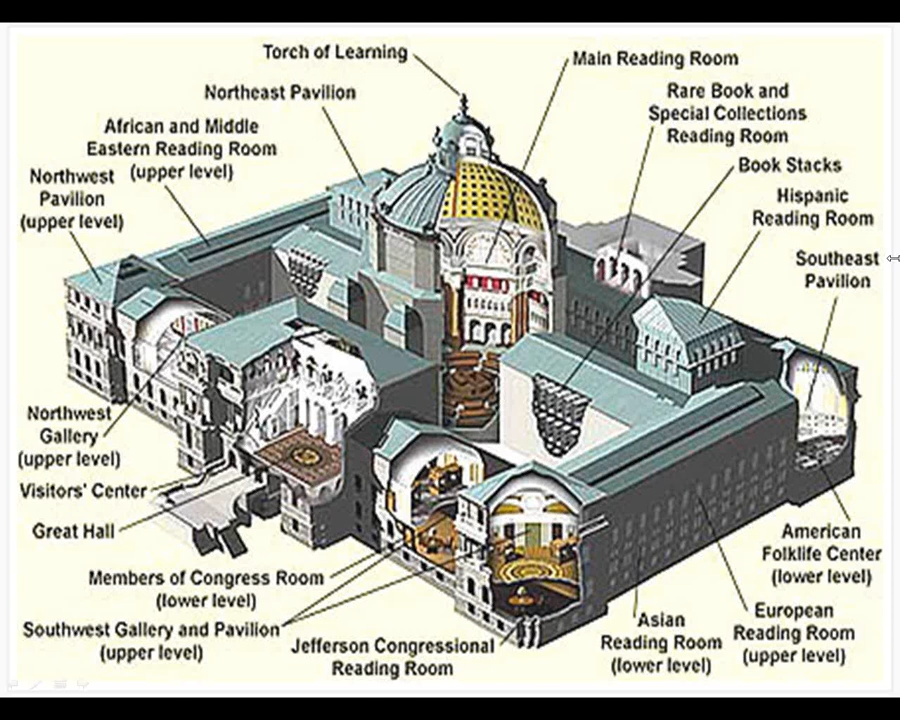 Torch of Learning
Main Reading Room
Northeast Pavilion
Rare Book and
Special Collections
Reading Room
African and Middle
Eastern Reading Room
(upper level)
Book Stacks
Northwest
Pavilion
(upper level)
Hispanic
Reading Room
Southeast
Pavilion
Northwest
Gallery
(upper level)
Visitors' Center
Great Hall
American
Folklife Center
(lower level)
Members of Congress Room
(lower level)
Southwest Gallery and Pavilion
(upper level)
Jefferson Congressional
Reading Room
Asian
Reading Room
(lower level)
European
Reading Room
(upper level)